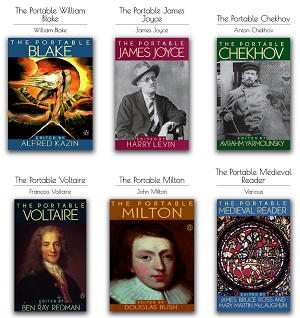 The Portable William
Blake
William Blake
The Portable James
Joyce
James Joyce
The Portable Chekhov
Anton Chekhov
THE PORTABLE
BLAKE
EDITED BY
ALFRED KAZIN
THE PORTABLE
JAMES JOYCE
EDITED BY
HARRY LEVIN
THE PORTABLE
CHEKHOV
EDITED BY
AVRAHM YARMOLINSKY
The Portable Voltaire
Francois Voltaire
The Portable Milton
John Milton
The Portable Medieval
Reader
Various
THE PORTABLE
VOLTAIRE
EDITED BY
BEN RAY REDMAN
THE PORTABLE
MILTON
EDITED BY
DOUGLAS BUSH
THE PORTABLE
MEDIEVAL READER
EDITED BY
JAMES BRUCE ROSS AND
MARY MARTIN McLAUGHLIN